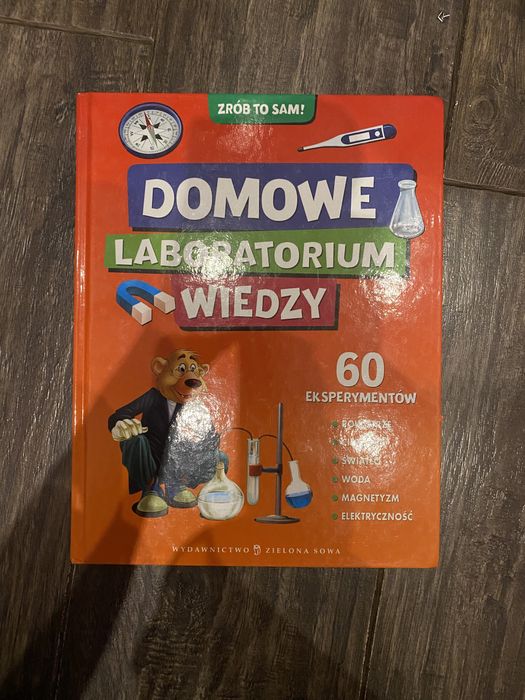 ZRÓB TO SAM!
DOMOWE
LABORATORIUM
WIEDZY
60
EKSPERYMENTÓW
WODA
MAGNETYZM
ELEKTRYCZNOŚĆ
WYDAWNICTWO ZIELONA SOWA